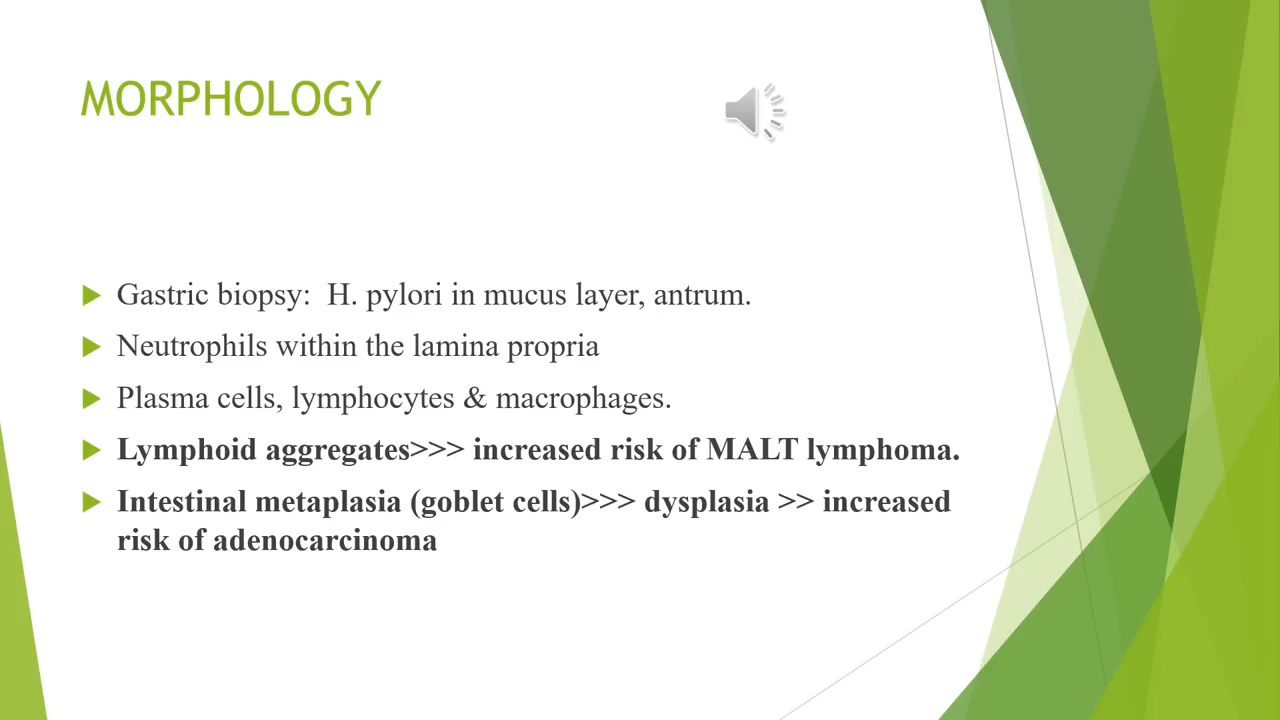 MORPHOLOGY
Gastric biopsy:  H. pylori in mucus layer, antrum.
Neutrophils within the lamina propria
Plasma cells, lymphocytes & macrophages.
Lymphoid aggregates>>> increased risk of MALT lymphoma.
Intestinal metaplasia (goblet cells)>>> dysplasia >> increased
risk of adenocarcinoma